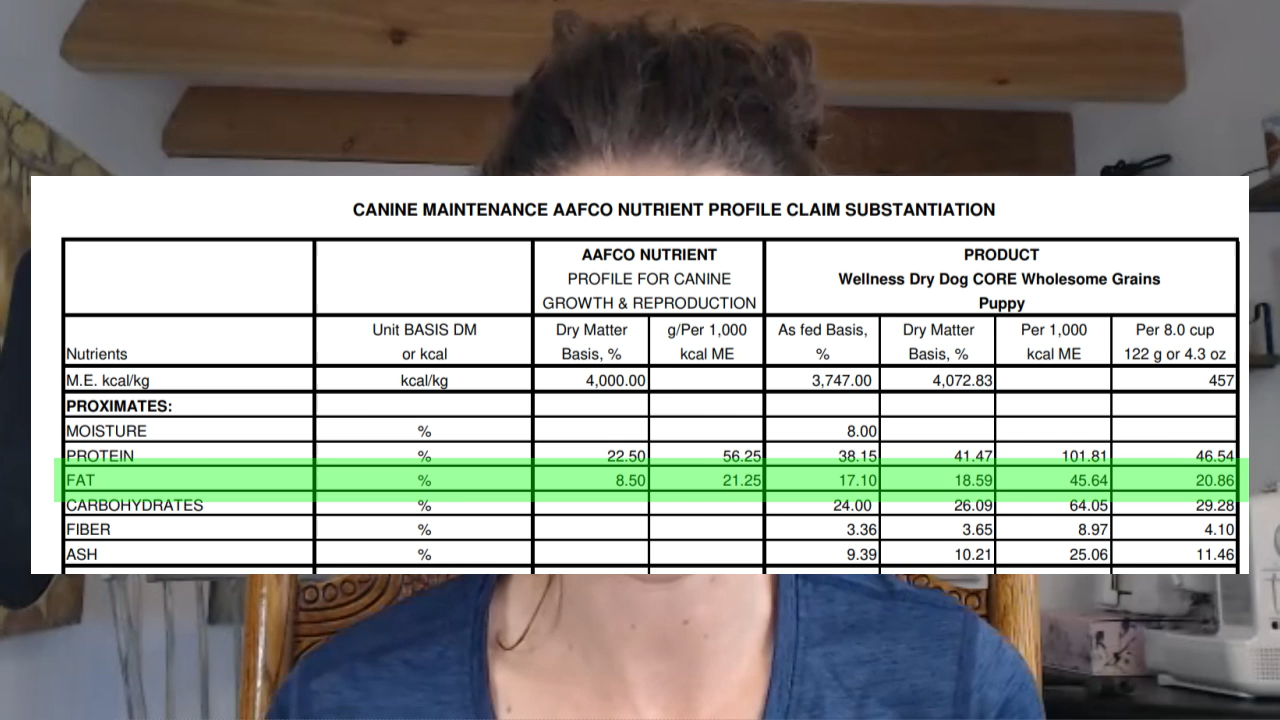 CANINE MAINTENANCE AAFCO NUTRIENT PROFILE CLAIM SUBSTANTIATION
AAFCO NUTRIENT PRODUCT
PROFILE FOR CANINE Wellness Dry Dog CORE Wholesome Grains
GROWTH & REPRODUCTION Puppy
Unit BASIS DM Dry Matter g/Per 1,000 As fed Basis, Dry Matter Per 1,000 Per 8.0 cup
Nutrients or kcal Basis, % kcal ME % Basis, % kcal ME 122 g or 4.3 oz
M.E. kcal/kg kcal/kg 4,000.00 3,747.00 4,072.83 457
PROXIMATES:
MOISTURE % 8.00
PROTEIN % 22.50 56.25 38.15 41.47 101.81 46.54
FAT % 8.50 21.25 17.10 18.59 45.64 20.86
CARBOHYDRATES % 24.00 26.09 64.05 29.28
FIBER % 3.36 3.65 8.97 4.10
ASH % 9.39 10.21 25.06 11.46